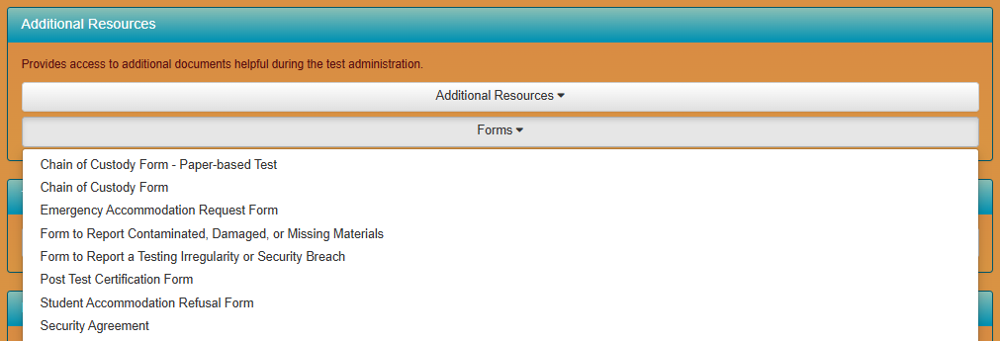 Additional Resources
Provides access to additional documents helpful during the test administration.
Additional Resources
Forms
Chain of Custody Form - Paper-based Test
Chain of Custody Form
Emergency Accommodation Request Form
Form to Report Contaminated, Damaged, or Missing Materials
Form to Report a Testing Irregularity or Security Breach
Post Test Certification Form
Student Accommodation Refusal Form
Security Agreement